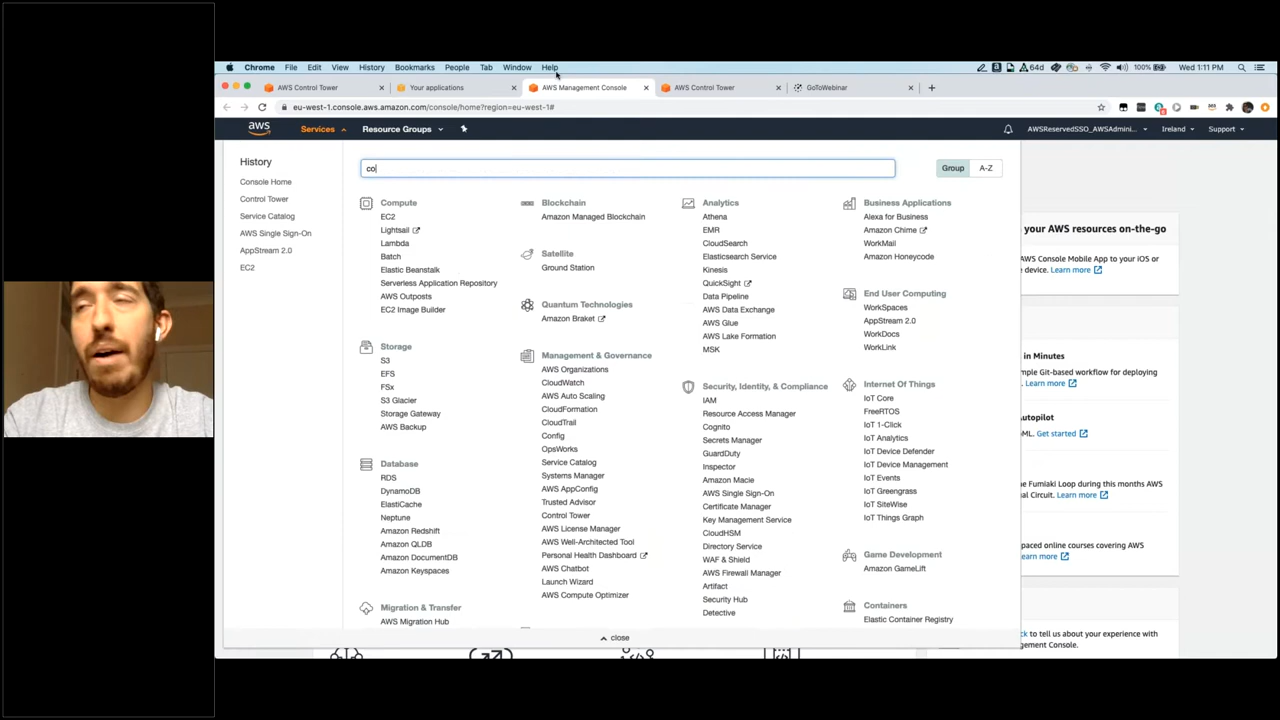 Chrome File Edit View History Bookmarks People Tab Window Help 64d 100% Wed 1:11 PM
AWS Control Tower Your applications AWS Management Console AWS Control Tower GoToWebinar
eu-west-1.console.aws.amazon.com/console/home?region=eu-west-1#
aws Services Resource Groups AWSReservedSSO_AWSAdmini... Ireland Support
History
Console Home
Control Tower
Service Catalog
AWS Single Sign-On
AppStream 2.0
EC2
co
Group A-Z
Compute
EC2
Lightsail
Lambda
Batch
Elastic Beanstalk
Serverless Application Repository
AWS Outposts
EC2 Image Builder
Storage
S3
EFS
FSx
S3 Glacier
Storage Gateway
AWS Backup
Database
RDS
DynamoDB
ElastiCache
Neptune
Amazon Redshift
Amazon QLDB
Amazon DocumentDB
Amazon Keyspaces
Migration & Transfer
AWS Migration Hub
Blockchain
Amazon Managed Blockchain
Satellite
Ground Station
Quantum Technologies
Amazon Braket
Management & Governance
AWS Organizations
CloudWatch
AWS Auto Scaling
CloudFormation
CloudTrail
Config
OpsWorks
Service Catalog
Systems Manager
AWS AppConfig
Trusted Advisor
Control Tower
AWS License Manager
AWS Well-Architected Tool
Personal Health Dashboard
AWS Chatbot
Launch Wizard
AWS Compute Optimizer
Analytics
Athena
EMR
CloudSearch
Elasticsearch Service
Kinesis
QuickSight
Data Pipeline
AWS Data Exchange
AWS Glue
AWS Lake Formation
MSK
Security, Identity, & Compliance
IAM
Resource Access Manager
Cognito
Secrets Manager
GuardDuty
Inspector
Amazon Macie
AWS Single Sign-On
Certificate Manager
Key Management Service
CloudHSM
Directory Service
WAF & Shield
AWS Firewall Manager
Artifact
Security Hub
Detective
Business Applications
Alexa for Business
Amazon Chime
WorkMail
Amazon Honeycode
End User Computing
WorkSpaces
AppStream 2.0
WorkDocs
WorkLink
Internet Of Things
IoT Core
FreeRTOS
IoT 1-Click
IoT Analytics
IoT Device Defender
IoT Device Management
IoT Events
IoT Greengrass
IoT SiteWise
IoT Things Graph
Game Development
Amazon GameLift
Containers
Elastic Container Registry
close
your AWS resources on-the-go
AWS Console Mobile App to your iOS or
device. Learn more
in Minutes
mple Git-based workflow for deploying
Learn more
utopilot
ML. Get started
e Fumiaki Loop during this months AWS
al Circuit. Learn more
paced online courses covering AWS
earn more
ck to tell us about your experience with
nagement Console.